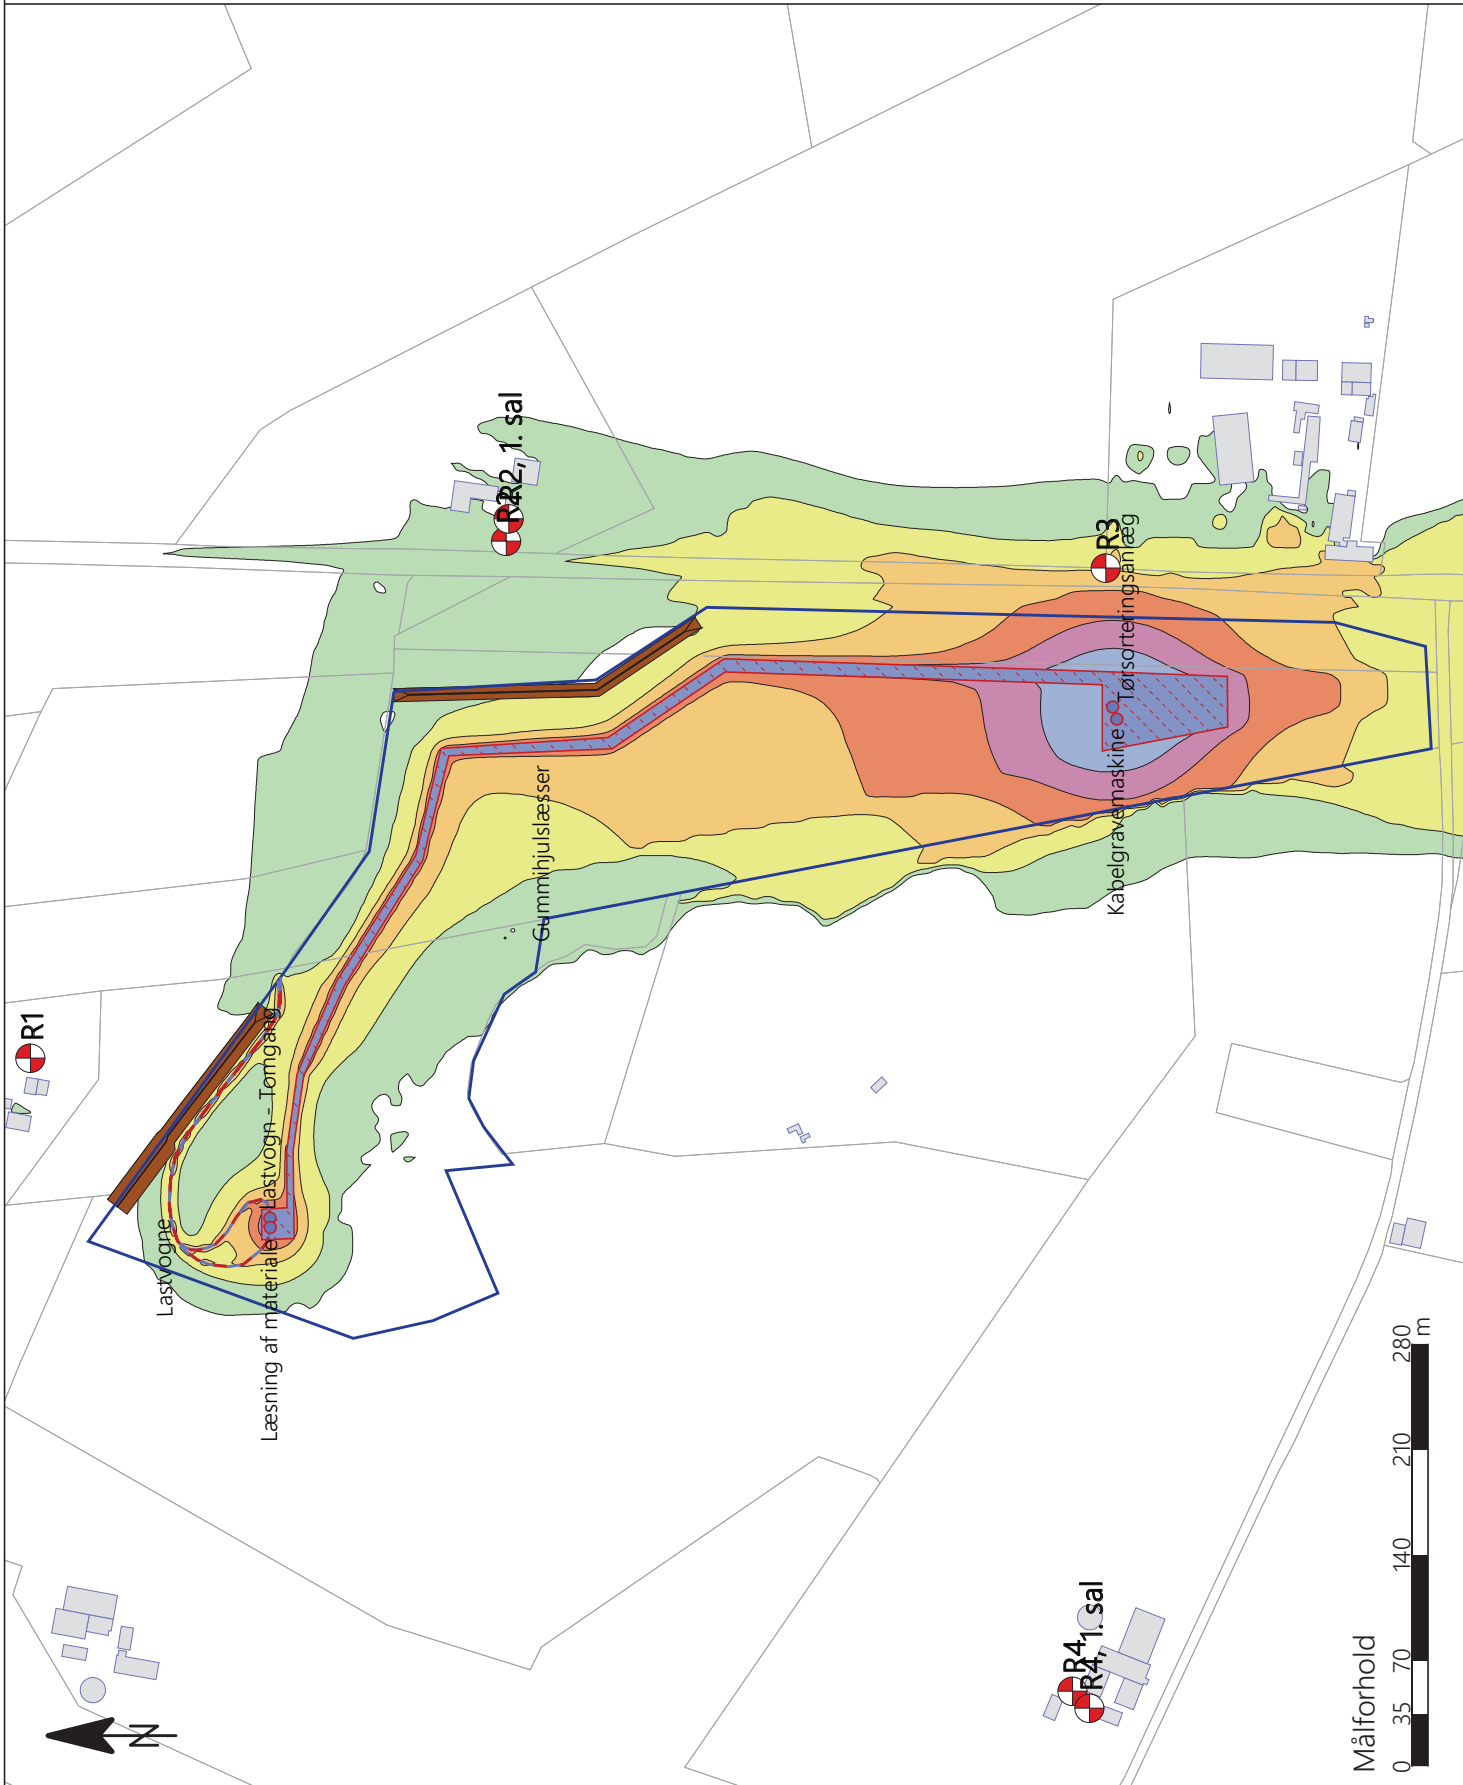 R1
R2
R2, 1. sal
R3
Tørsorteringsanlæg
Kabelgravemaskine
Gummihjulslæsser
Lastvogn - Tomgang
Lastvogne
Læsning af materiale
R4
R4, 1. sal
N
Målforhold
0 35 70 140 210 280
m